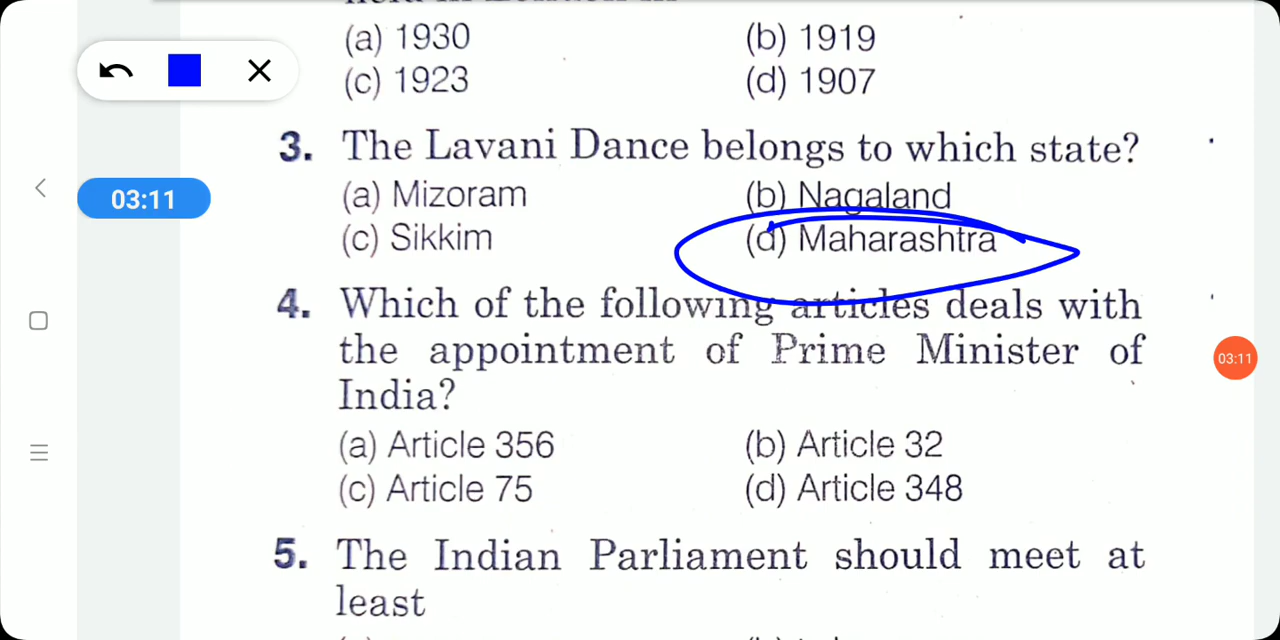 (a) 1930 (b) 1919
(c) 1923 (d) 1907
3. The Lavani Dance belongs to which state?
03:11
(a) Mizoram (b) Nagaland
(c) Sikkim (d) Maharashtra
4. Which of the following articles deals with
the appointment of Prime Minister of
03:11
India?
(a) Article 356 (b) Article 32
(c) Article 75 (d) Article 348
5. The Indian Parliament should meet at
least